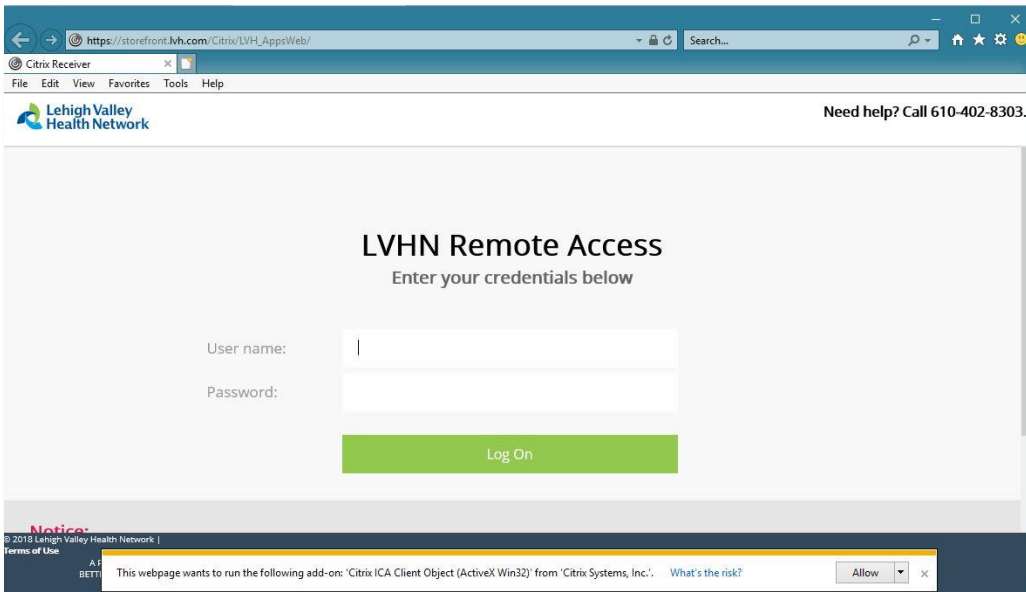 https://storefront.lvh.com/Citrix/LVH_AppsWeb/
Search...
Citrix Receiver
File Edit View Favorites Tools Help
Lehigh Valley
Health Network
Need help? Call 610-402-8303.
LVHN Remote Access
Enter your credentials below
User name:
Password:
Log On
Notice:
© 2018 Lehigh Valley Health Network |
Terms of Use
BETTE
This webpage wants to run the following add-on: 'Citrix ICA Client Object (ActiveX Win32)' from 'Citrix Systems, Inc.'. What's the risk?
Allow